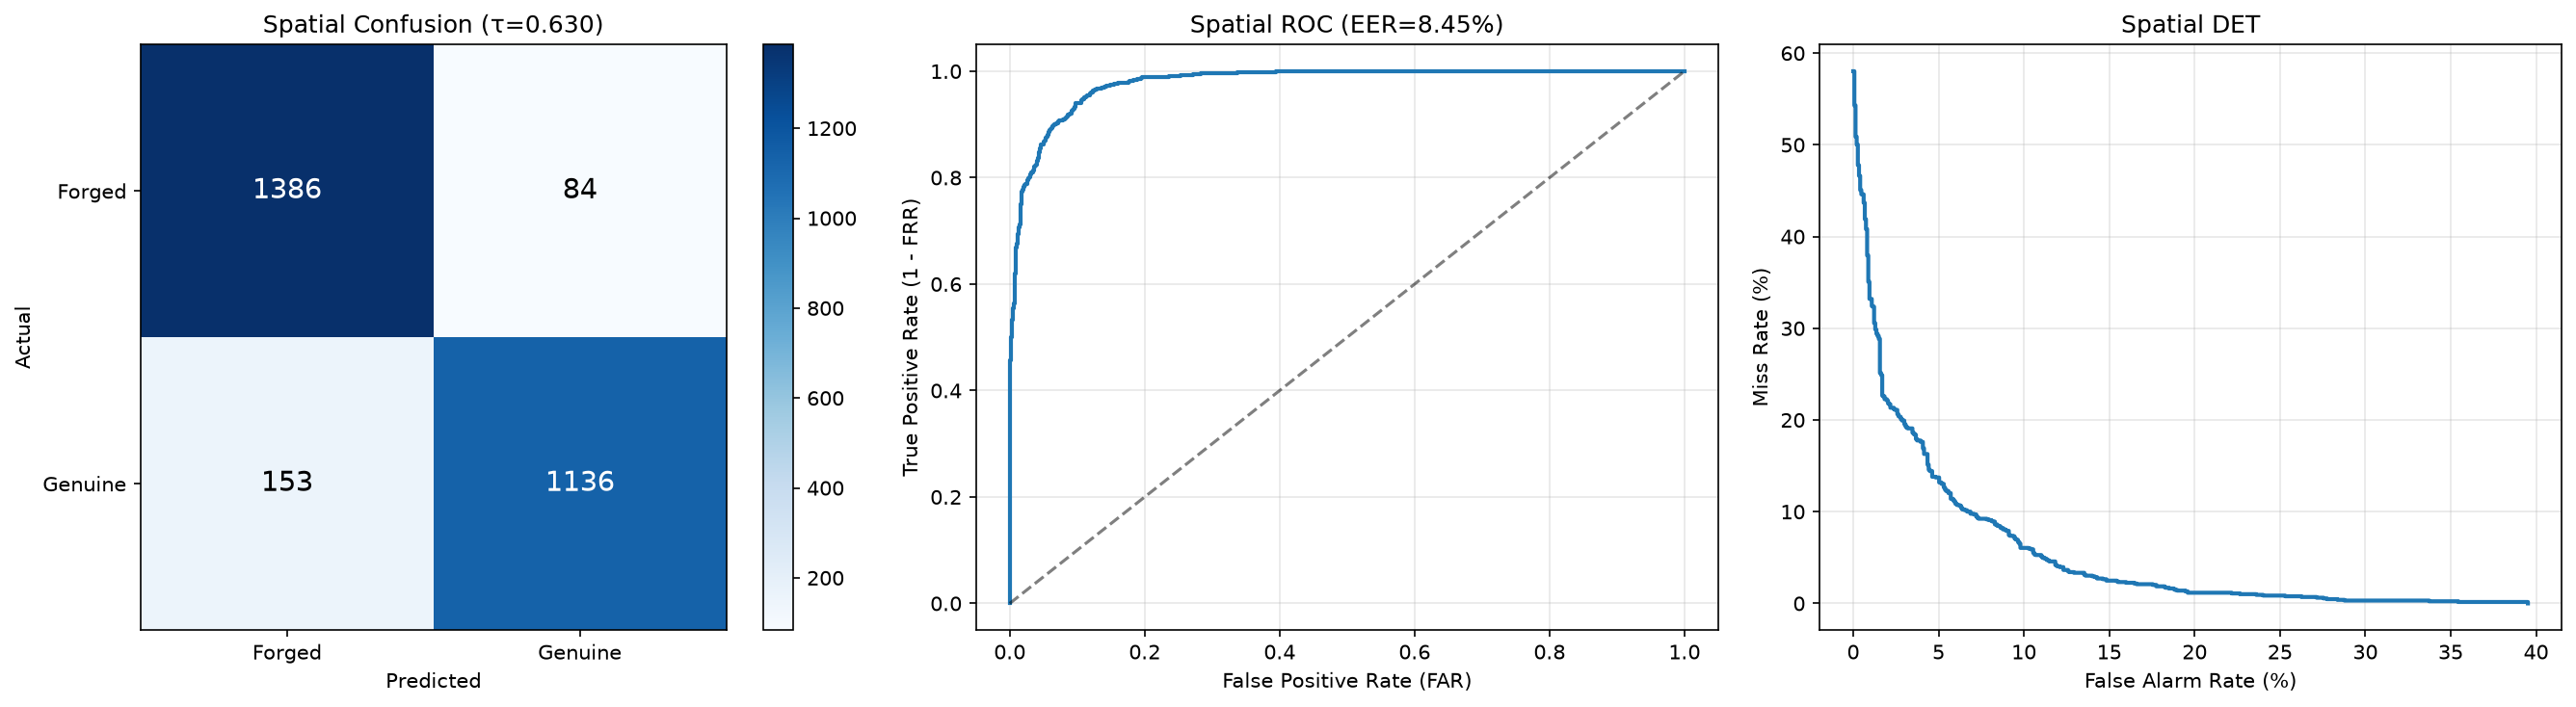 Spatial Confusion (τ=0.630)
Actual
Forged
Genuine
1386
84
153
1136
Forged
Genuine
Predicted
1200
1000
800
600
400
200
Spatial ROC (EER=8.45%)
True Positive Rate (1 - FRR)
1.0
0.8
0.6
0.4
0.2
0.0
0.0
0.2
0.4
0.6
0.8
1.0
False Positive Rate (FAR)
Spatial DET
Miss Rate (%)
60
50
40
30
20
10
0
0
5
10
15
20
25
30
35
40
False Alarm Rate (%)